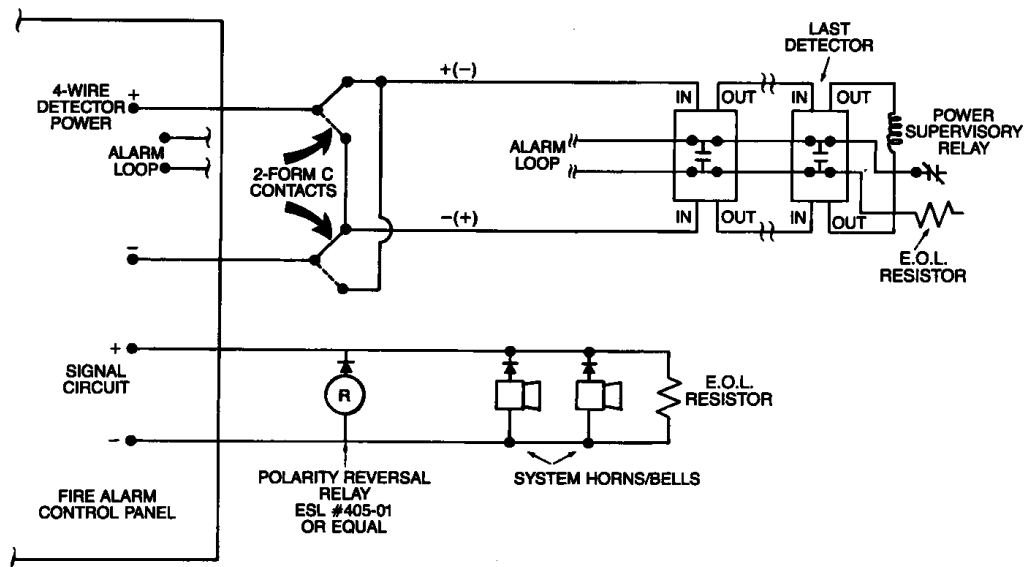 LAST
DETECTOR
4-WIRE
DETECTOR
POWER
+
+(-)
IN
OUT
IN
OUT
POWER
SUPERVISORY
RELAY
ALARM
LOOP
2-FORM C
CONTACTS
ALARM
LOOP
-(+)
IN
OUT
IN
OUT
E.O.L.
RESISTOR
-
+
SIGNAL
CIRCUIT
-
R
E.O.L.
RESISTOR
POLARITY REVERSAL
RELAY
ESL #405-01
OR EQUAL
SYSTEM HORNS/BELLS
FIRE ALARM
CONTROL PANEL